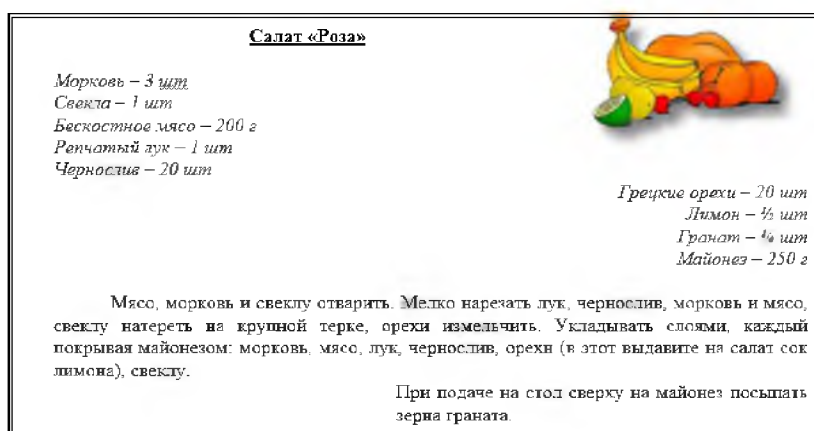 Салат «Роза»
Морковь – 3 шт
Свекла – 1 шт
Бескостное мясо – 200 г
Репчатый лук – 1 шт
Чернослив – 20 шт
Грецкие орехи – 20 шт
Лимон – ½ шт
Гранат – шт
Майонез – 250 г
Мясо, морковь и свеклу отварить. Мелко нарезать лук, чернослив, морковь и мясо,
свеклу натереть на крупной терке, орехи измельчить. Укладывать слоями, каждый
покрывая майонезом: морковь, мясо, лук, чернослив, орехи (в этот выдавите на салат сок
лимона), свеклу.
При подаче на стол сверху на майонез посыпать
зерна граната.